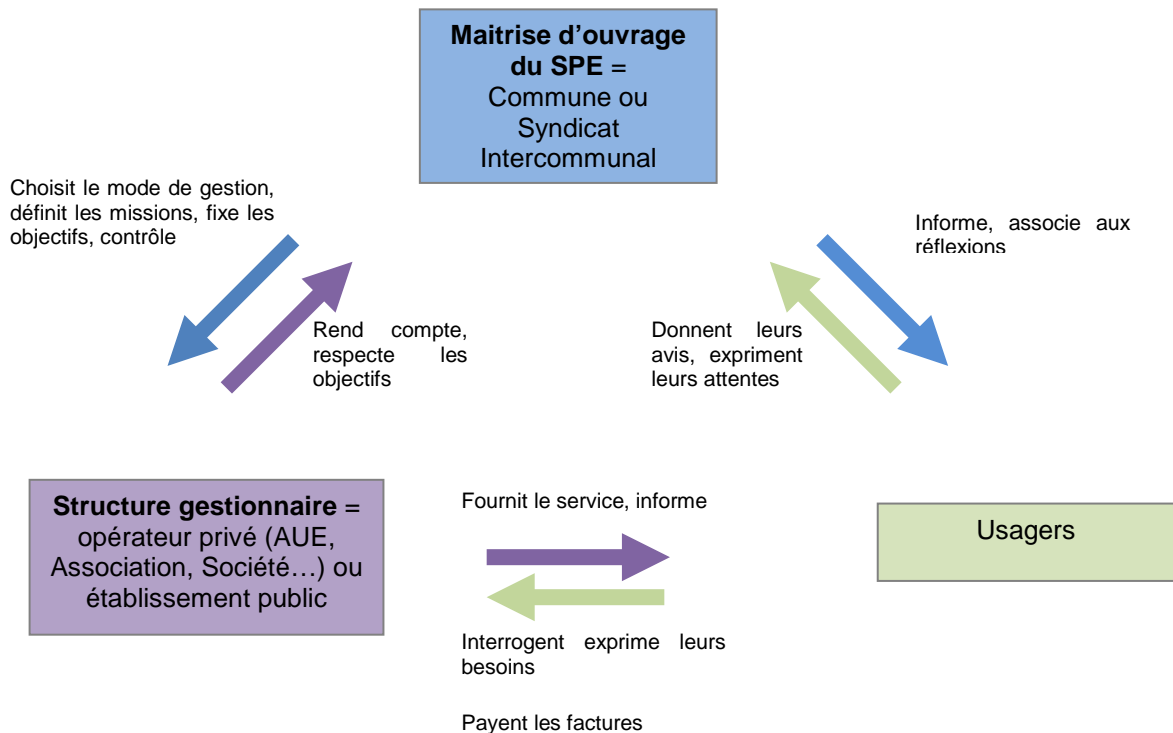 Maitrise d'ouvrage
du SPE =
Commune ou
Syndicat
Intercommunal
Choisit le mode de gestion,
définit les missions, fixe les
objectifs, contrôle
Informe, associe aux
réflexions
Rend compte,
respecte les
objectifs
Donnent leurs
avis, expriment
leurs attentes
Structure gestionnaire =
opérateur privé (AUE,
Association, Société…) ou
établissement public
Fournit le service, informe
Usagers
Interrogent exprime leurs
besoins
Payent les factures